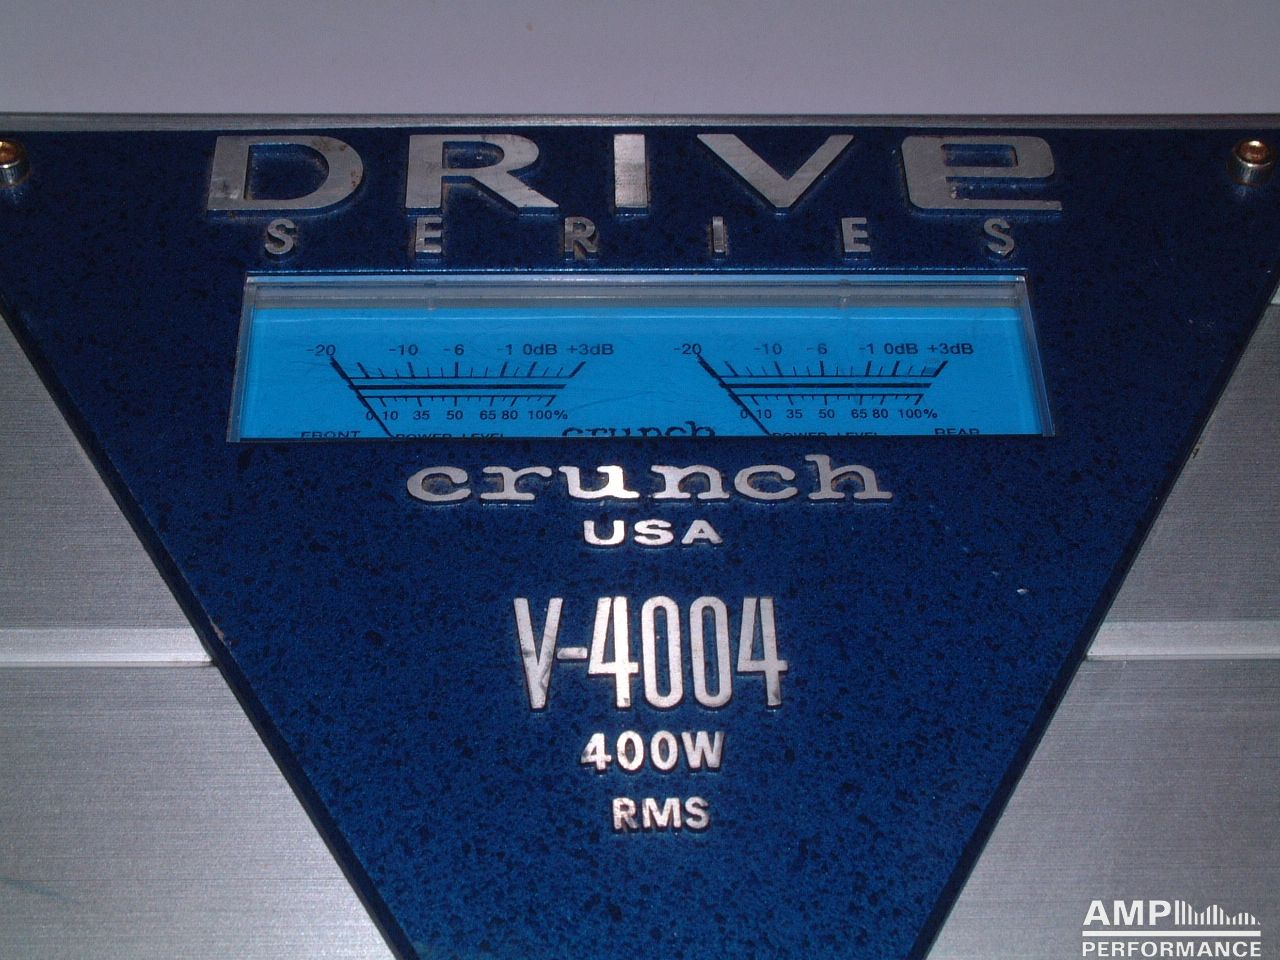 DRIVe
SERIES
-20 -10 -6 -1 0dB +3dB
0 10 35 50 65 80 100%
FRONT POWER LEVEL
-20 -10 -6 -1 0dB +3dB
0 10 35 50 65 80 100%
POWER LEVEL REAR
crunch
crunch
USA
V-4004
400W
RMS
AMP
PERFORMANCE